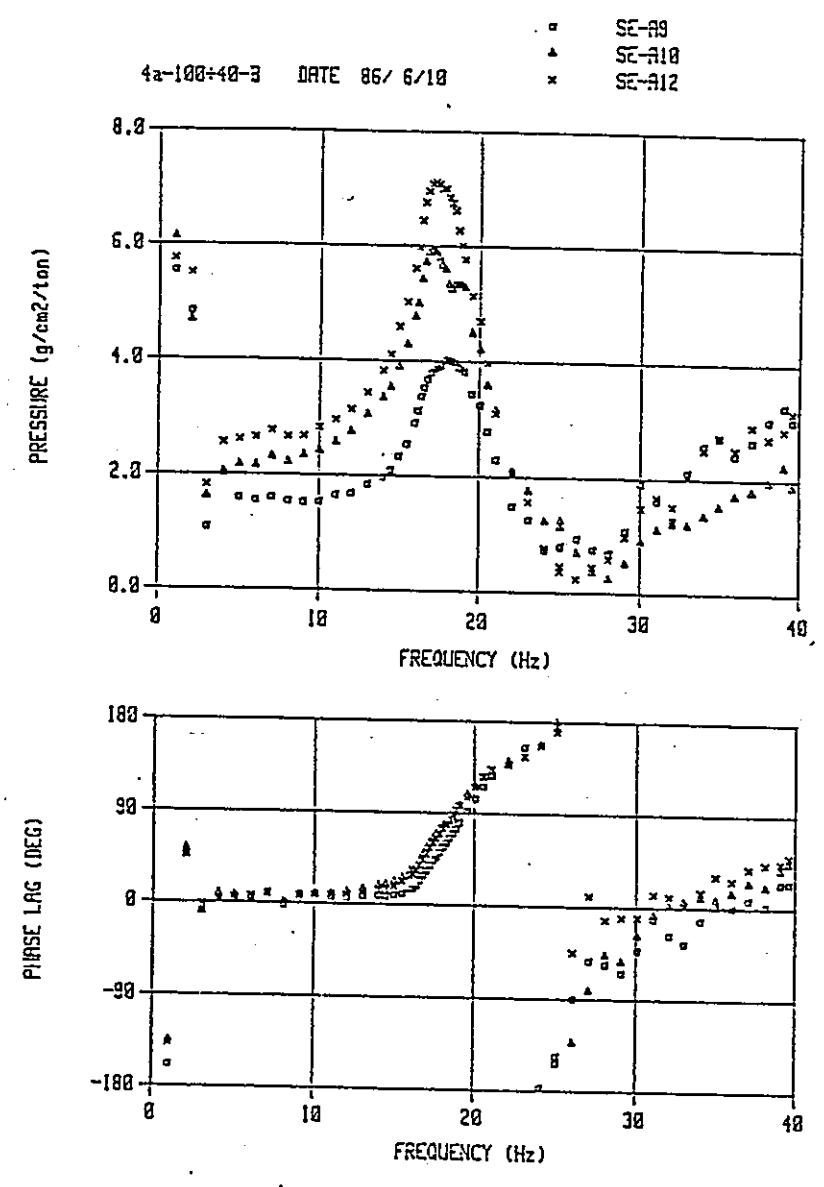 SE-A9
SE-A10
SE-A12
4a-100÷40-3 DATE 86/ 6/10
8.0
6.0
4.0
2.0
0.0
PRESSURE (g/cm2/ton)
0 10 20 30 40
FREQUENCY (Hz)
180
90
0
-90
-180
PHASE LAG (DEG)
0 10 20 30 40
FREQUENCY (Hz)